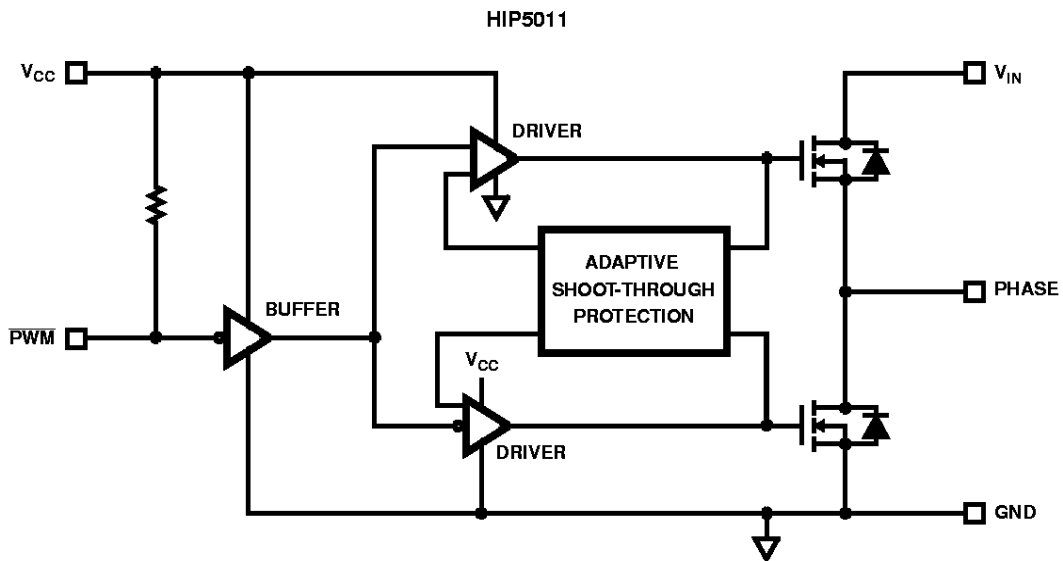 HIP5011
VCC
VIN
DRIVER
ADAPTIVE
SHOOT-THROUGH
PROTECTION
PHASE
BUFFER
PWM
VCC
DRIVER
GND